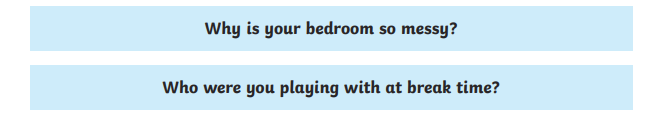 Why is your bedroom so messy?
Who were you playing with at break time?